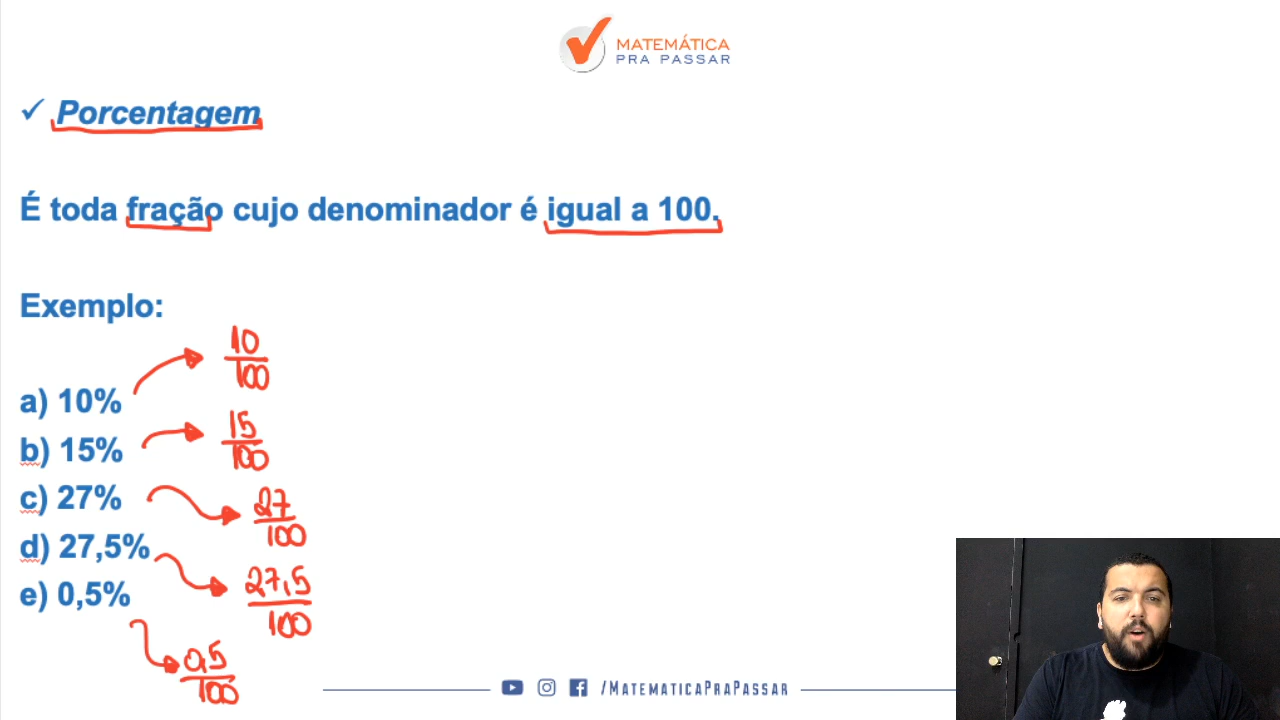 MATEMÁTICA
PRA PASSAR
✓ Porcentagem
É toda fração cujo denominador é igual a 100.
Exemplo:
a) 10% 10/100
b) 15% 15/100
c) 27% 27/100
d) 27,5% 27,5/100
e) 0,5% 0,5/100
/MatematicaPraPassar